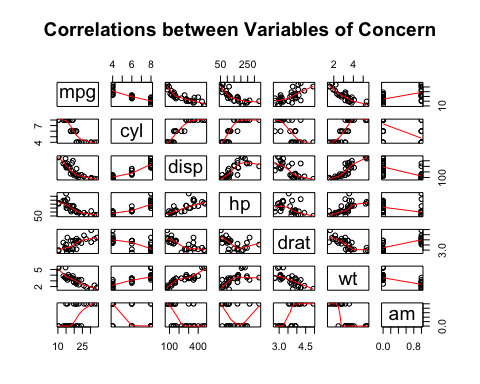 Correlations between Variables of Concern
4 6 8 50 250 2 4
mpg 10
7 4 cyl
disp 100
50 hp
drat 3.0
5 2 wt
am 0.0
10 25 100 400 3.0 4.5 0.0 0.8